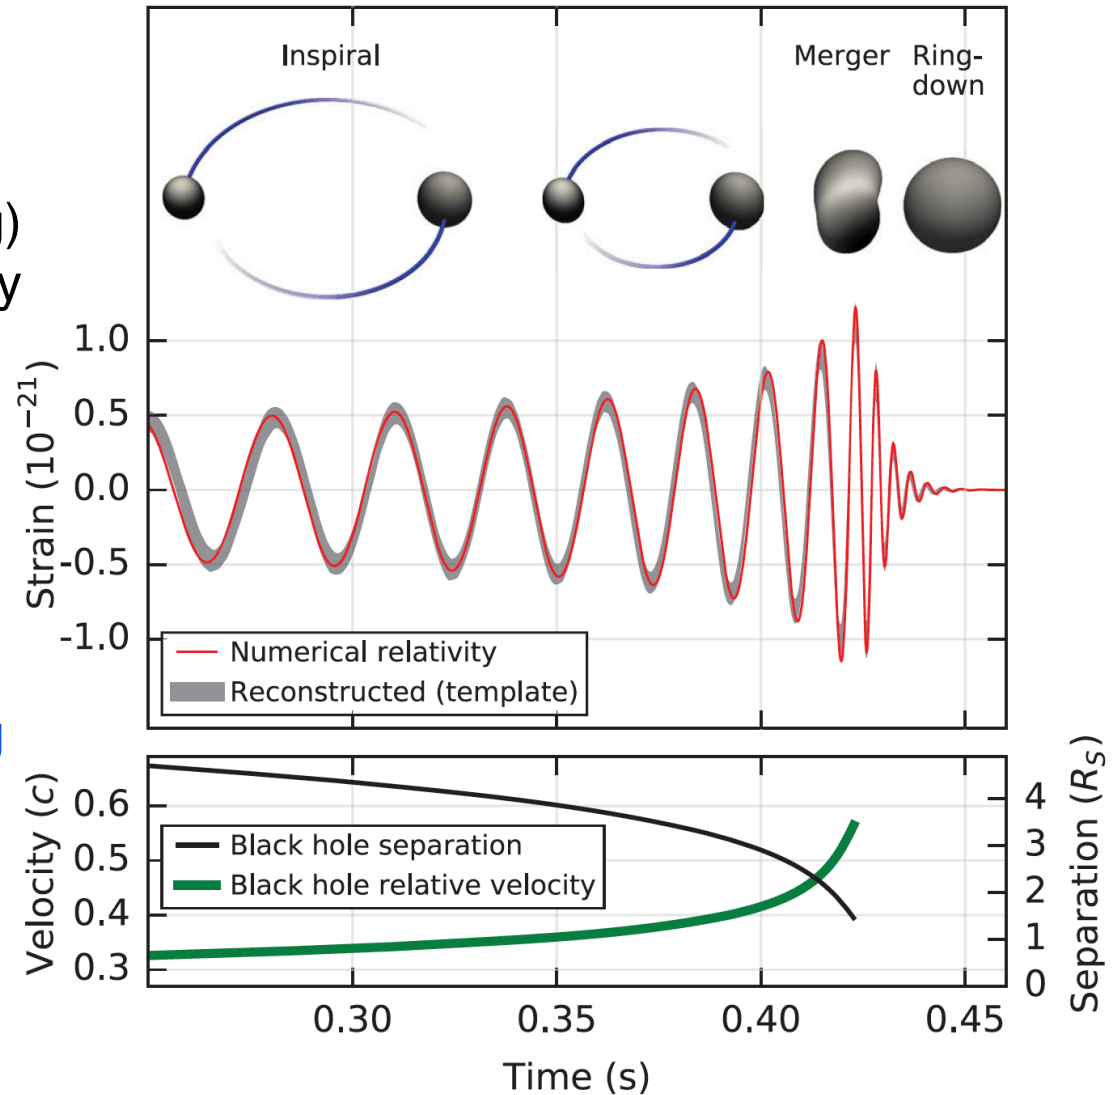 Inspiral
Merger
Ring-
down
)
y
Strain (10⁻²¹)
1.0
0.5
0.0
-0.5
-1.0
Numerical relativity
Reconstructed (template)
Velocity (c)
0.6
0.5
0.4
0.3
Black hole separation
Black hole relative velocity
4
3
2
1
0
Separation (R_S)
0.30 0.35 0.40 0.45
Time (s)